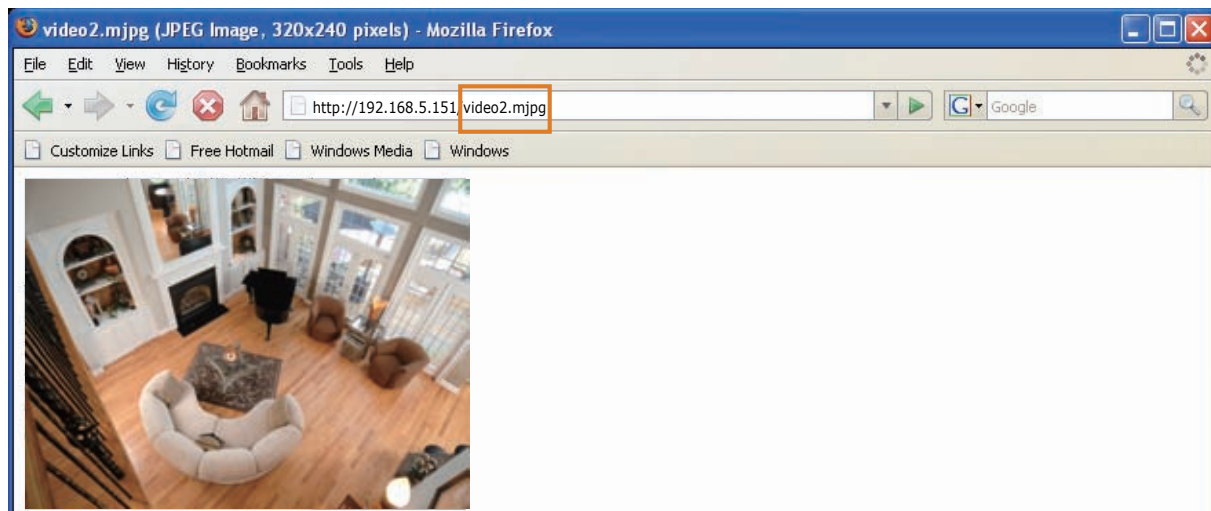 video2.mjpg (JPEG Image, 320x240 pixels) - Mozilla Firefox
File Edit View History Bookmarks Tools Help
http://192.168.5.151/video2.mjpg G Google
Customize Links Free Hotmail Windows Media Windows